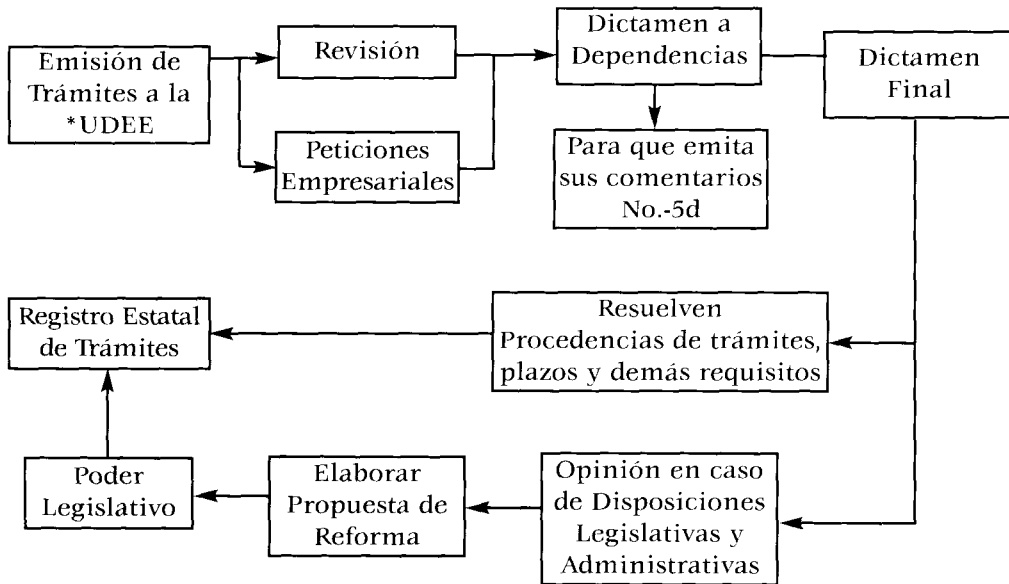 Emisión de
Trámites a la
*UDEE
Revisión
Peticiones
Empresariales
Dictamen a
Dependencias
Para que emita
sus comentarios
No.-5d
Dictamen
Final
Resuelven
Procedencias de trámites,
plazos y demás requisitos
Registro Estatal
de Trámites
Opinión en caso
de Disposiciones
Legislativas y
Administrativas
Elaborar
Propuesta de
Reforma
Poder
Legislativo